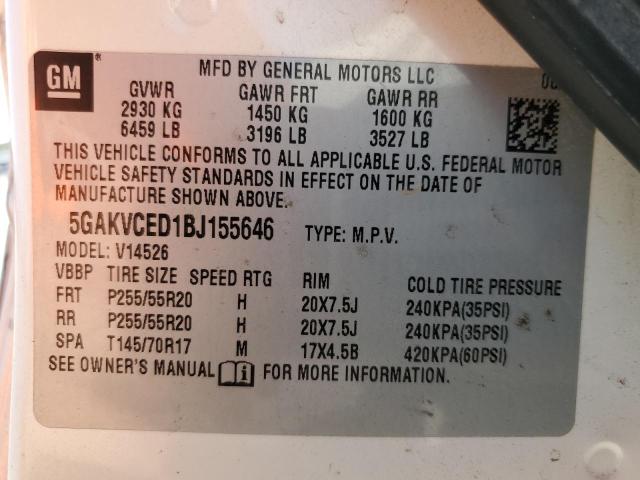 GM
MFD BY GENERAL MOTORS LLC
GVWR GAWR FRT GAWR RR
2930 KG 1450 KG 1600 KG
6459 LB 3196 LB 3527 LB
THIS VEHICLE CONFORMS TO ALL APPLICABLE U.S. FEDERAL MOTOR
VEHICLE SAFETY STANDARDS IN EFFECT ON THE DATE OF
MANUFACTURE SHOWN ABOVE.
5GAKVCED1BJ155646 TYPE: M.P.V.
MODEL: V14526
VBBP TIRE SIZE SPEED RTG RIM COLD TIRE PRESSURE
FRT P255/55R20 H 20X7.5J 240KPA(35PSI)
RR P255/55R20 H 20X7.5J 240KPA(35PSI)
SPA T145/70R17 M 17X4.5B 420KPA(60PSI)
SEE OWNER'S MANUAL i FOR MORE INFORMATION.